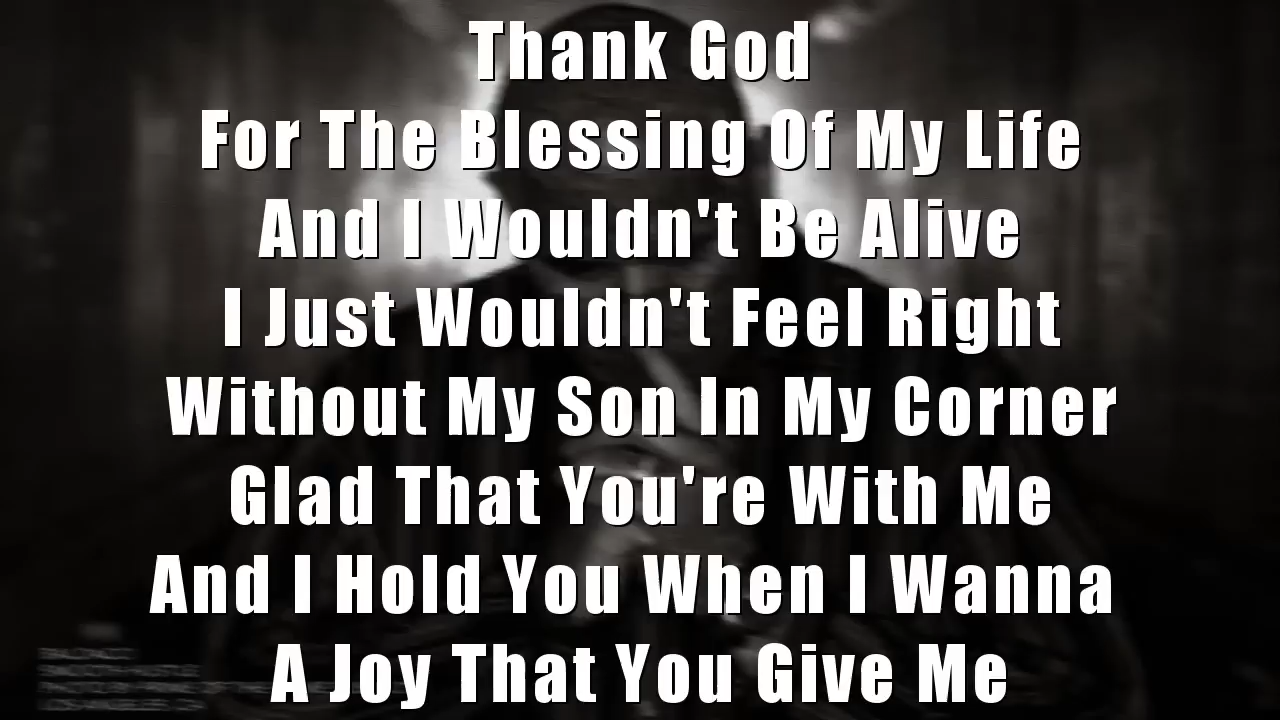 Thank God
For The Blessing Of My Life
And I Wouldn't Be Alive
I Just Wouldn't Feel Right
Without My Son In My Corner
Glad That You're With Me
And I Hold You When I Wanna
A Joy That You Give Me